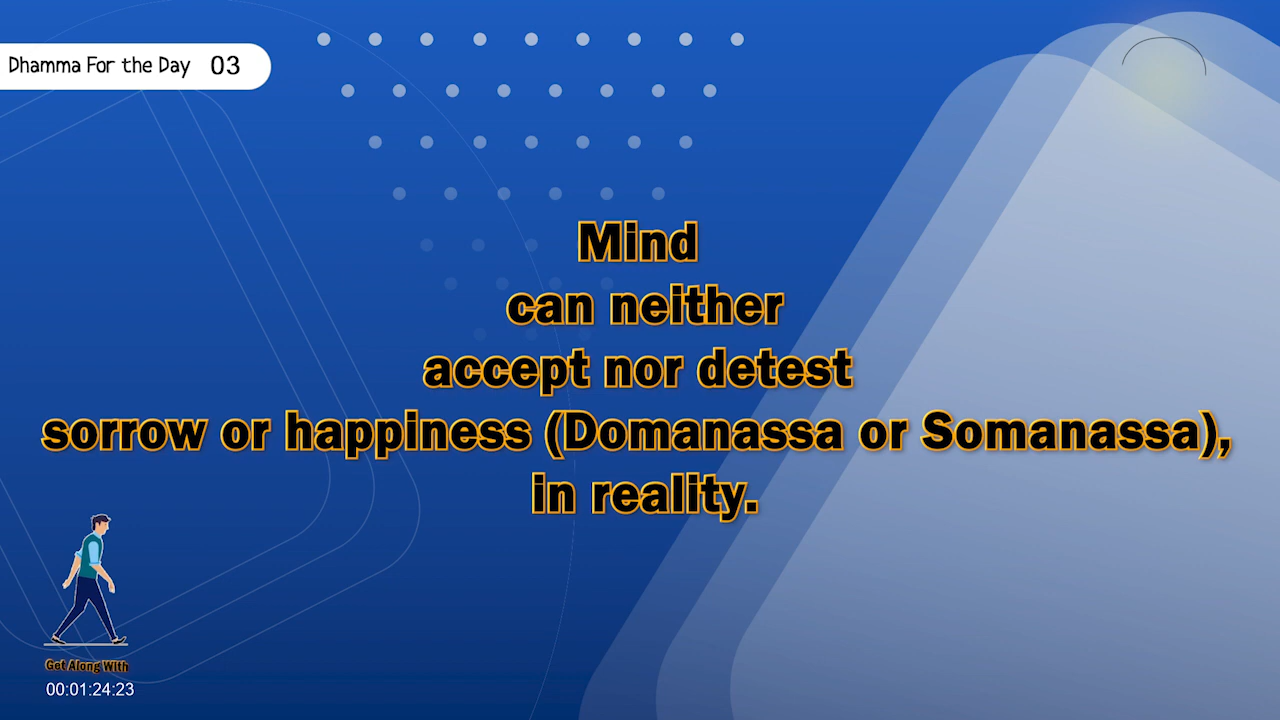 Dhamma For the Day 03
Mind
can neither
accept nor detest
sorrow or happiness (Domanassa or Somanassa),
in reality.
Get Along With
00:01:24:23